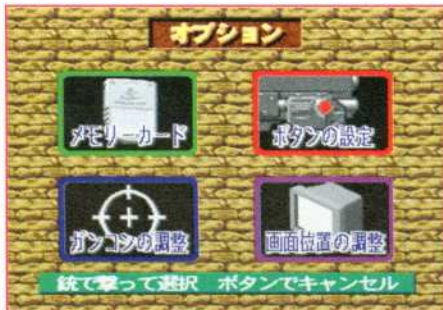 オプション
メモリーカード
ボタンの設定
ガンコンの調整
画面位置の調整
銃で撃って選択 ボタンでキャンセル